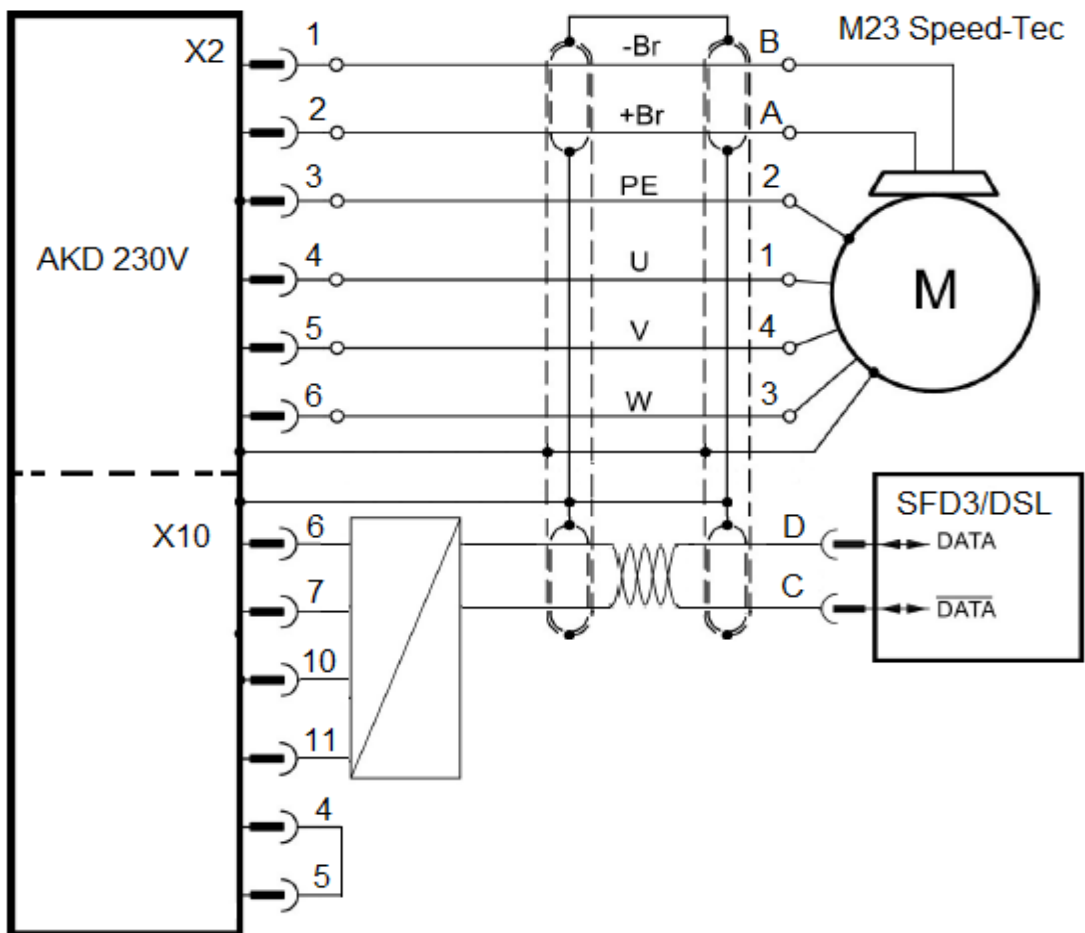 M23 Speed-Tec
X2
1
-Br
B
2
+Br
A
3
PE
2
AKD 230V
4
U
1
M
5
V
4
6
W
3
SFD3/DSL
X10
6
D
DATA
7
C
DATA
10
11
4
5